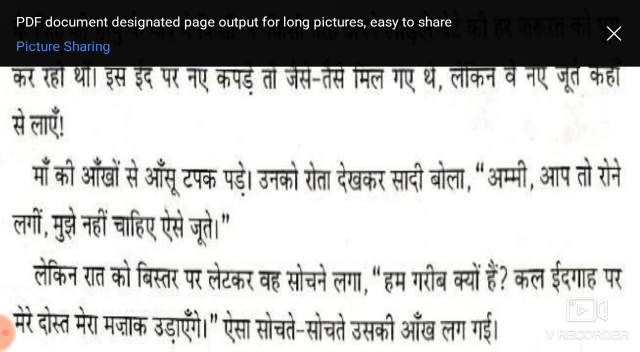 PDF document designated page output for long pictures, easy to share
Picture Sharing
कर रही थीं। इस ईद पर नए कपड़े तो जैसे-तैसे मिल गए थे, लेकिन वे नए जूते कहाँ
से लाएँ!
माँ की आँखों से आँसू टपक पड़े। उनको रोता देखकर सादी बोला, “अम्मी, आप तो रोने
लगीं, मुझे नहीं चाहिए ऐसे जूते।”
लेकिन रात को बिस्तर पर लेटकर वह सोचने लगा, “हम गरीब क्यों हैं? कल ईदगाह पर
मेरे दोस्त मेरा मज़ाक उड़ाएँगे।” ऐसा सोचते-सोचते उसकी आँख लग गई।
V RECORDER